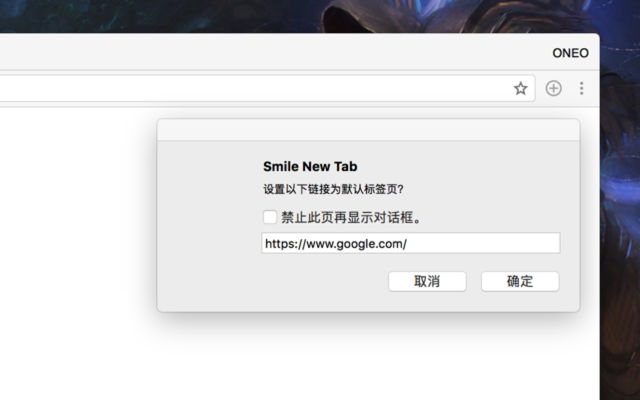 ONEO
Smile New Tab
设置以下链接为默认标签页?
禁止此页再显示对话框。
https://www.google.com/
取消
确定